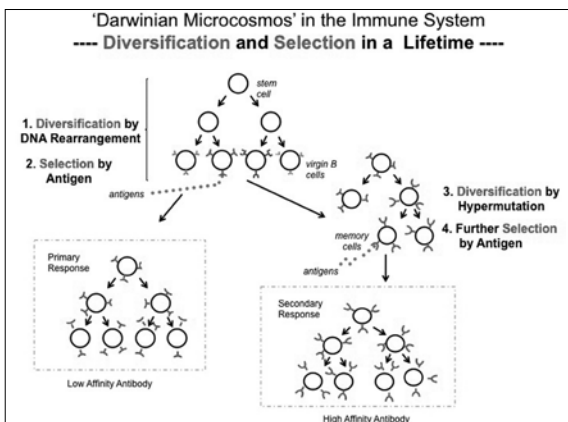 'Darwinian Microcosmos' in the Immune System
---- Diversification and Selection in a Lifetime ----
stem
cell
1. Diversification by
DNA Rearrangement
2. Selection by
Antigen
virgin B
cells
antigens
3. Diversification by
Hypermutation
4. Further Selection
by Antigen
memory
cells
antigens
Primary
Response
Low Affinity Antibody
Secondary
Response
High Affinity Antibody